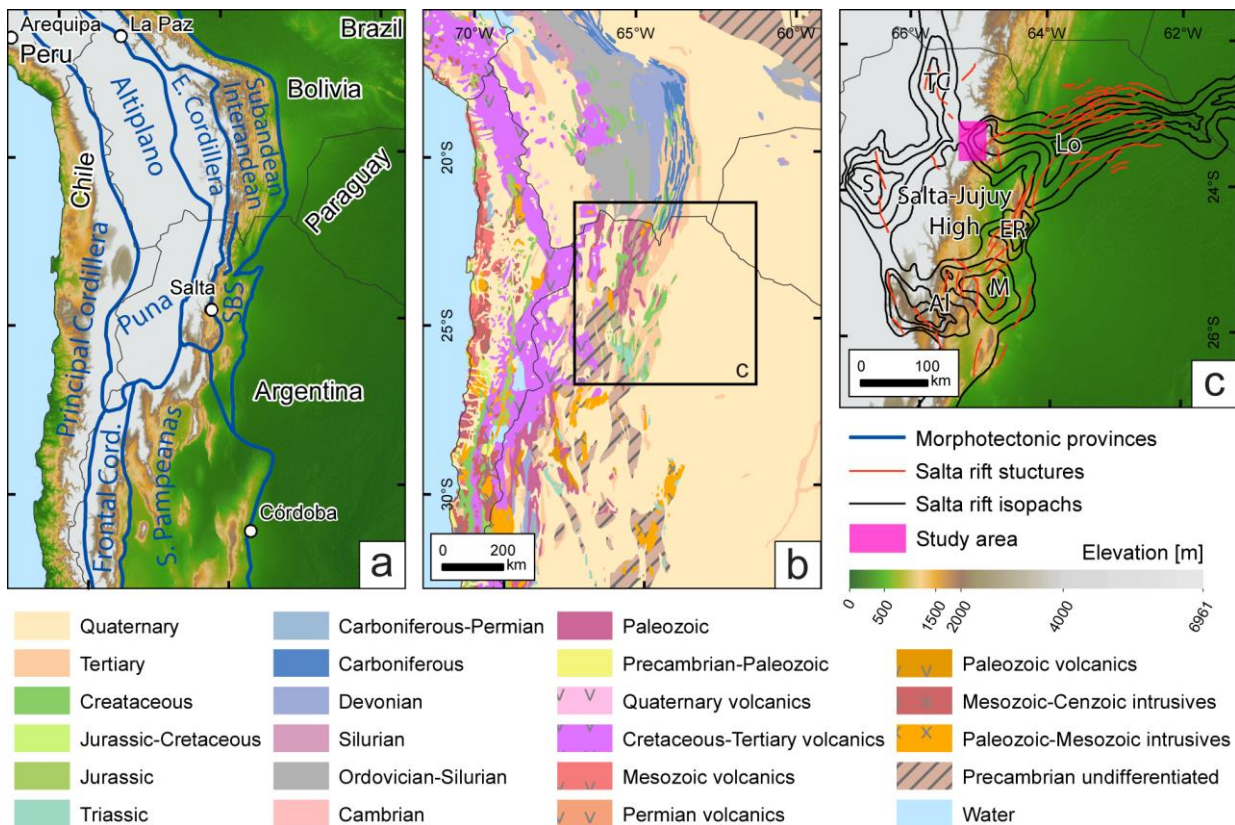 Arequipa
La Paz
Brazil
Peru
Altiplano
E. Cordillera
Interandean
Subandean
Bolivia
Chile
Paraguay
Principal Cordillera
Puna
Salta
SBS
Argentina
Frontal Cord.
S. Pampeanas
Córdoba
a
70°W
65°W
60°W
20°S
25°S
30°S
C
0 200
km
b
66°W
64°W
62°W
TC
Lo
S
Salta-Jujuy
High
ER
M
Al
24°S
26°S
0 100
km
c
Morphotectonic provinces
Salta rift stuctures
Salta rift isopachs
Study area
Elevation [m]
0
500
1500
2000
4000
6961
Quaternary
Tertiary
Creataceous
Jurassic-Cretaceous
Jurassic
Triassic
Carboniferous-Permian
Carboniferous
Devonian
Silurian
Ordovician-Silurian
Cambrian
Paleozoic
Precambrian-Paleozoic
Quaternary volcanics
Cretaceous-Tertiary volcanics
Mesozoic volcanics
Permian volcanics
Paleozoic volcanics
Mesozoic-Cenzoic intrusives
Paleozoic-Mesozoic intrusives
Precambrian undifferentiated
Water